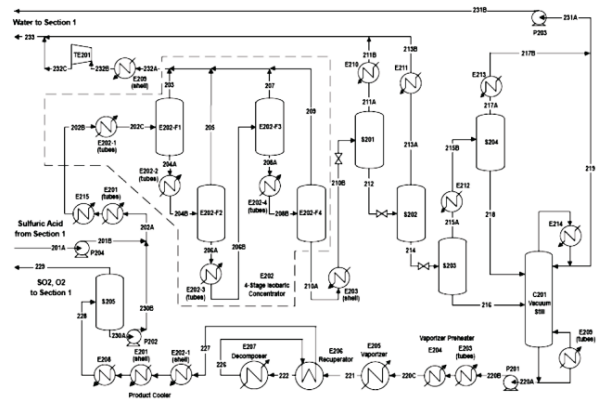 231B
231A
P203
Water to Section 1
233
232C
TE201
232B
232A
E205
(shell)
E210
211B
213B
E211
E213
217B
217A
203
205
207
209
202B
202C
E202-1
(tubes)
E202-F1
E202-F3
211A
S201
S204
213A
215B
219
204A
E202-2
(tubes)
204B
208A
E202-4
(tubes)
208B
210B
212
E212
E215
E201
(tubes)
202A
E202-F2
206B
E202-F4
S202
215A
218
Sulfuric Acid
from Section 1
201A
201B
P204
206A
214
E214
229
SO2, O2
to Section 1
S205
230B
E202-3
(tubes)
E202
4-Stage Isobaric
Concentrator
210A
E203
(shell)
S203
216
C201
Vacuum
Still
228
230A
P202
227
E207
Decomposer
E206
Recuperator
E205
Vaporizer
Vaporizer Preheater
E204
E203
(tubes)
P201
E208
E201
(shell)
E202-1
(shell)
226
222
221
220C
220B
220A
(tubes)
Product Cooler